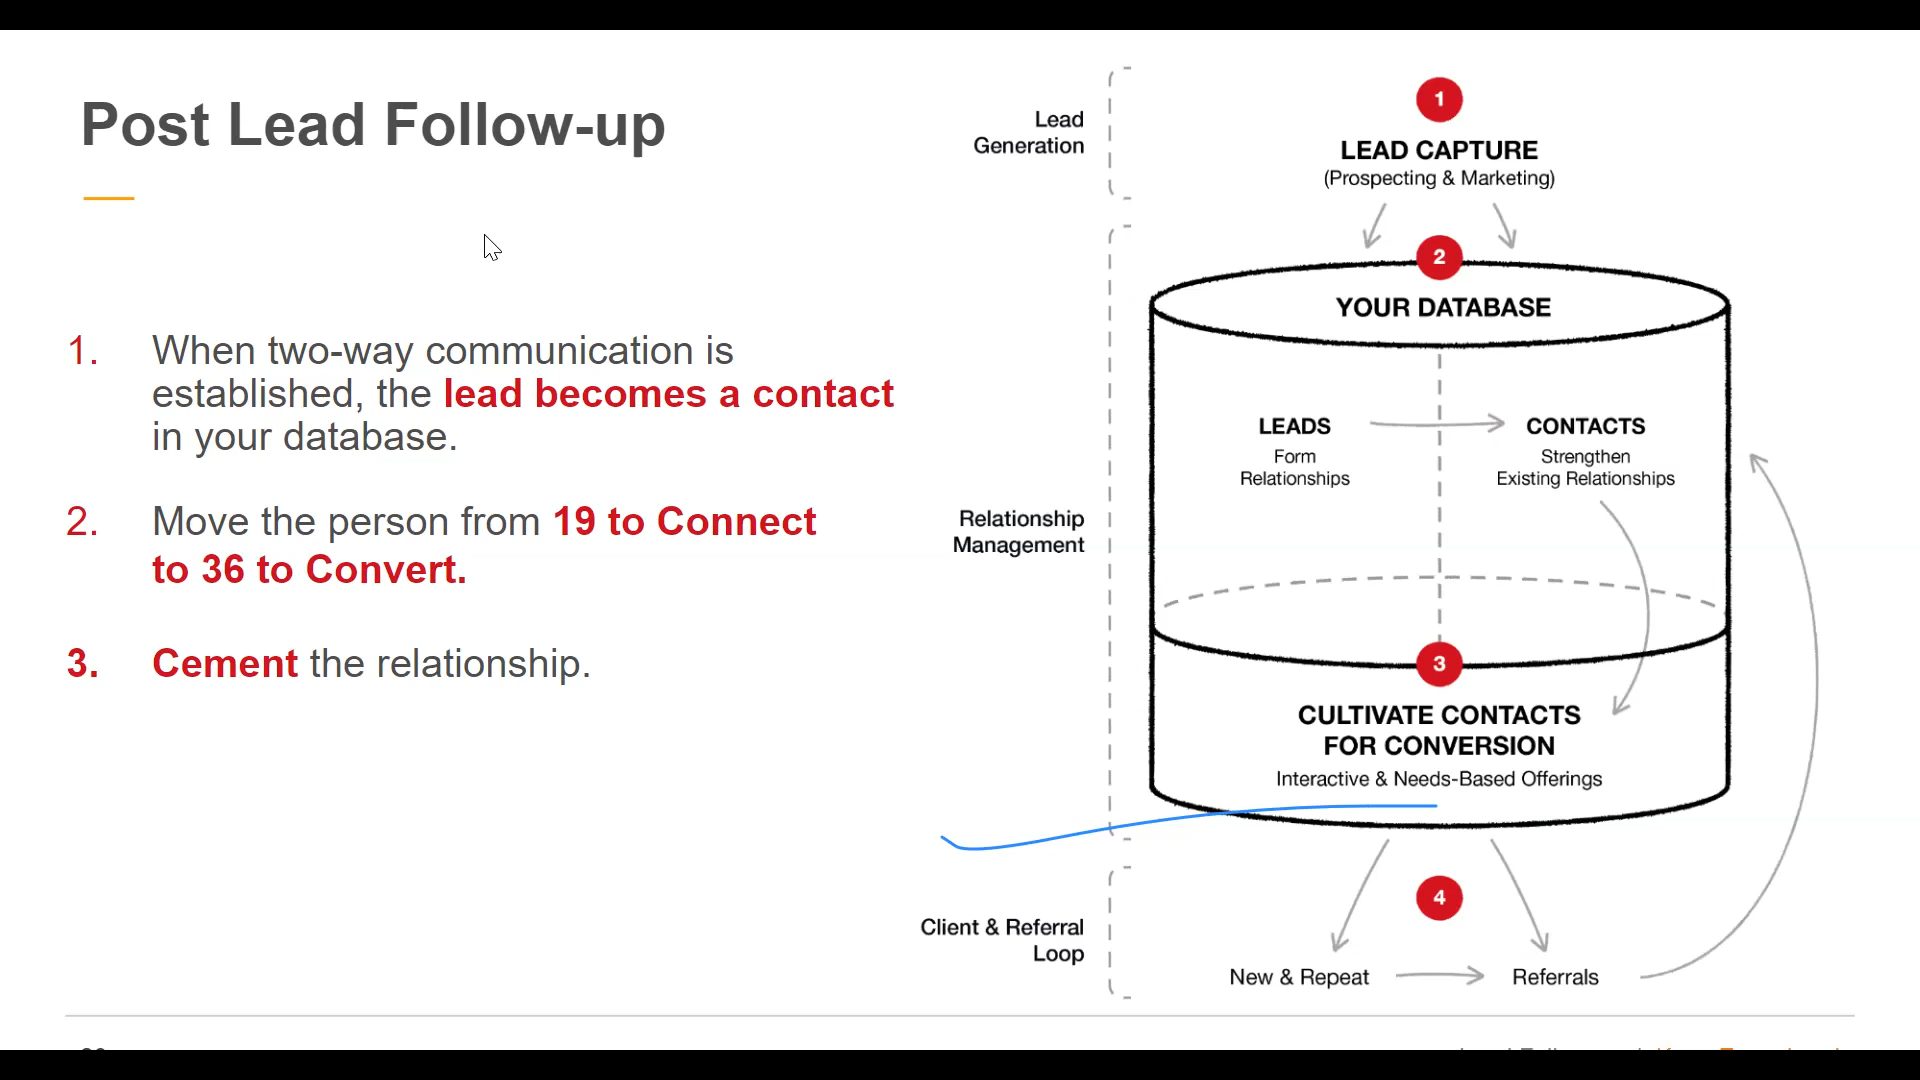 Post Lead Follow-up
1. When two-way communication is
established, the lead becomes a contact
in your database.
2. Move the person from 19 to Connect
to 36 to Convert.
3. Cement the relationship.
Lead
Generation
1
LEAD CAPTURE
(Prospecting & Marketing)
2
YOUR DATABASE
LEADS
Form
Relationships
CONTACTS
Strengthen
Existing Relationships
Relationship
Management
3
CULTIVATE CONTACTS
FOR CONVERSION
Interactive & Needs-Based Offerings
4
Client & Referral
Loop
New & Repeat
Referrals